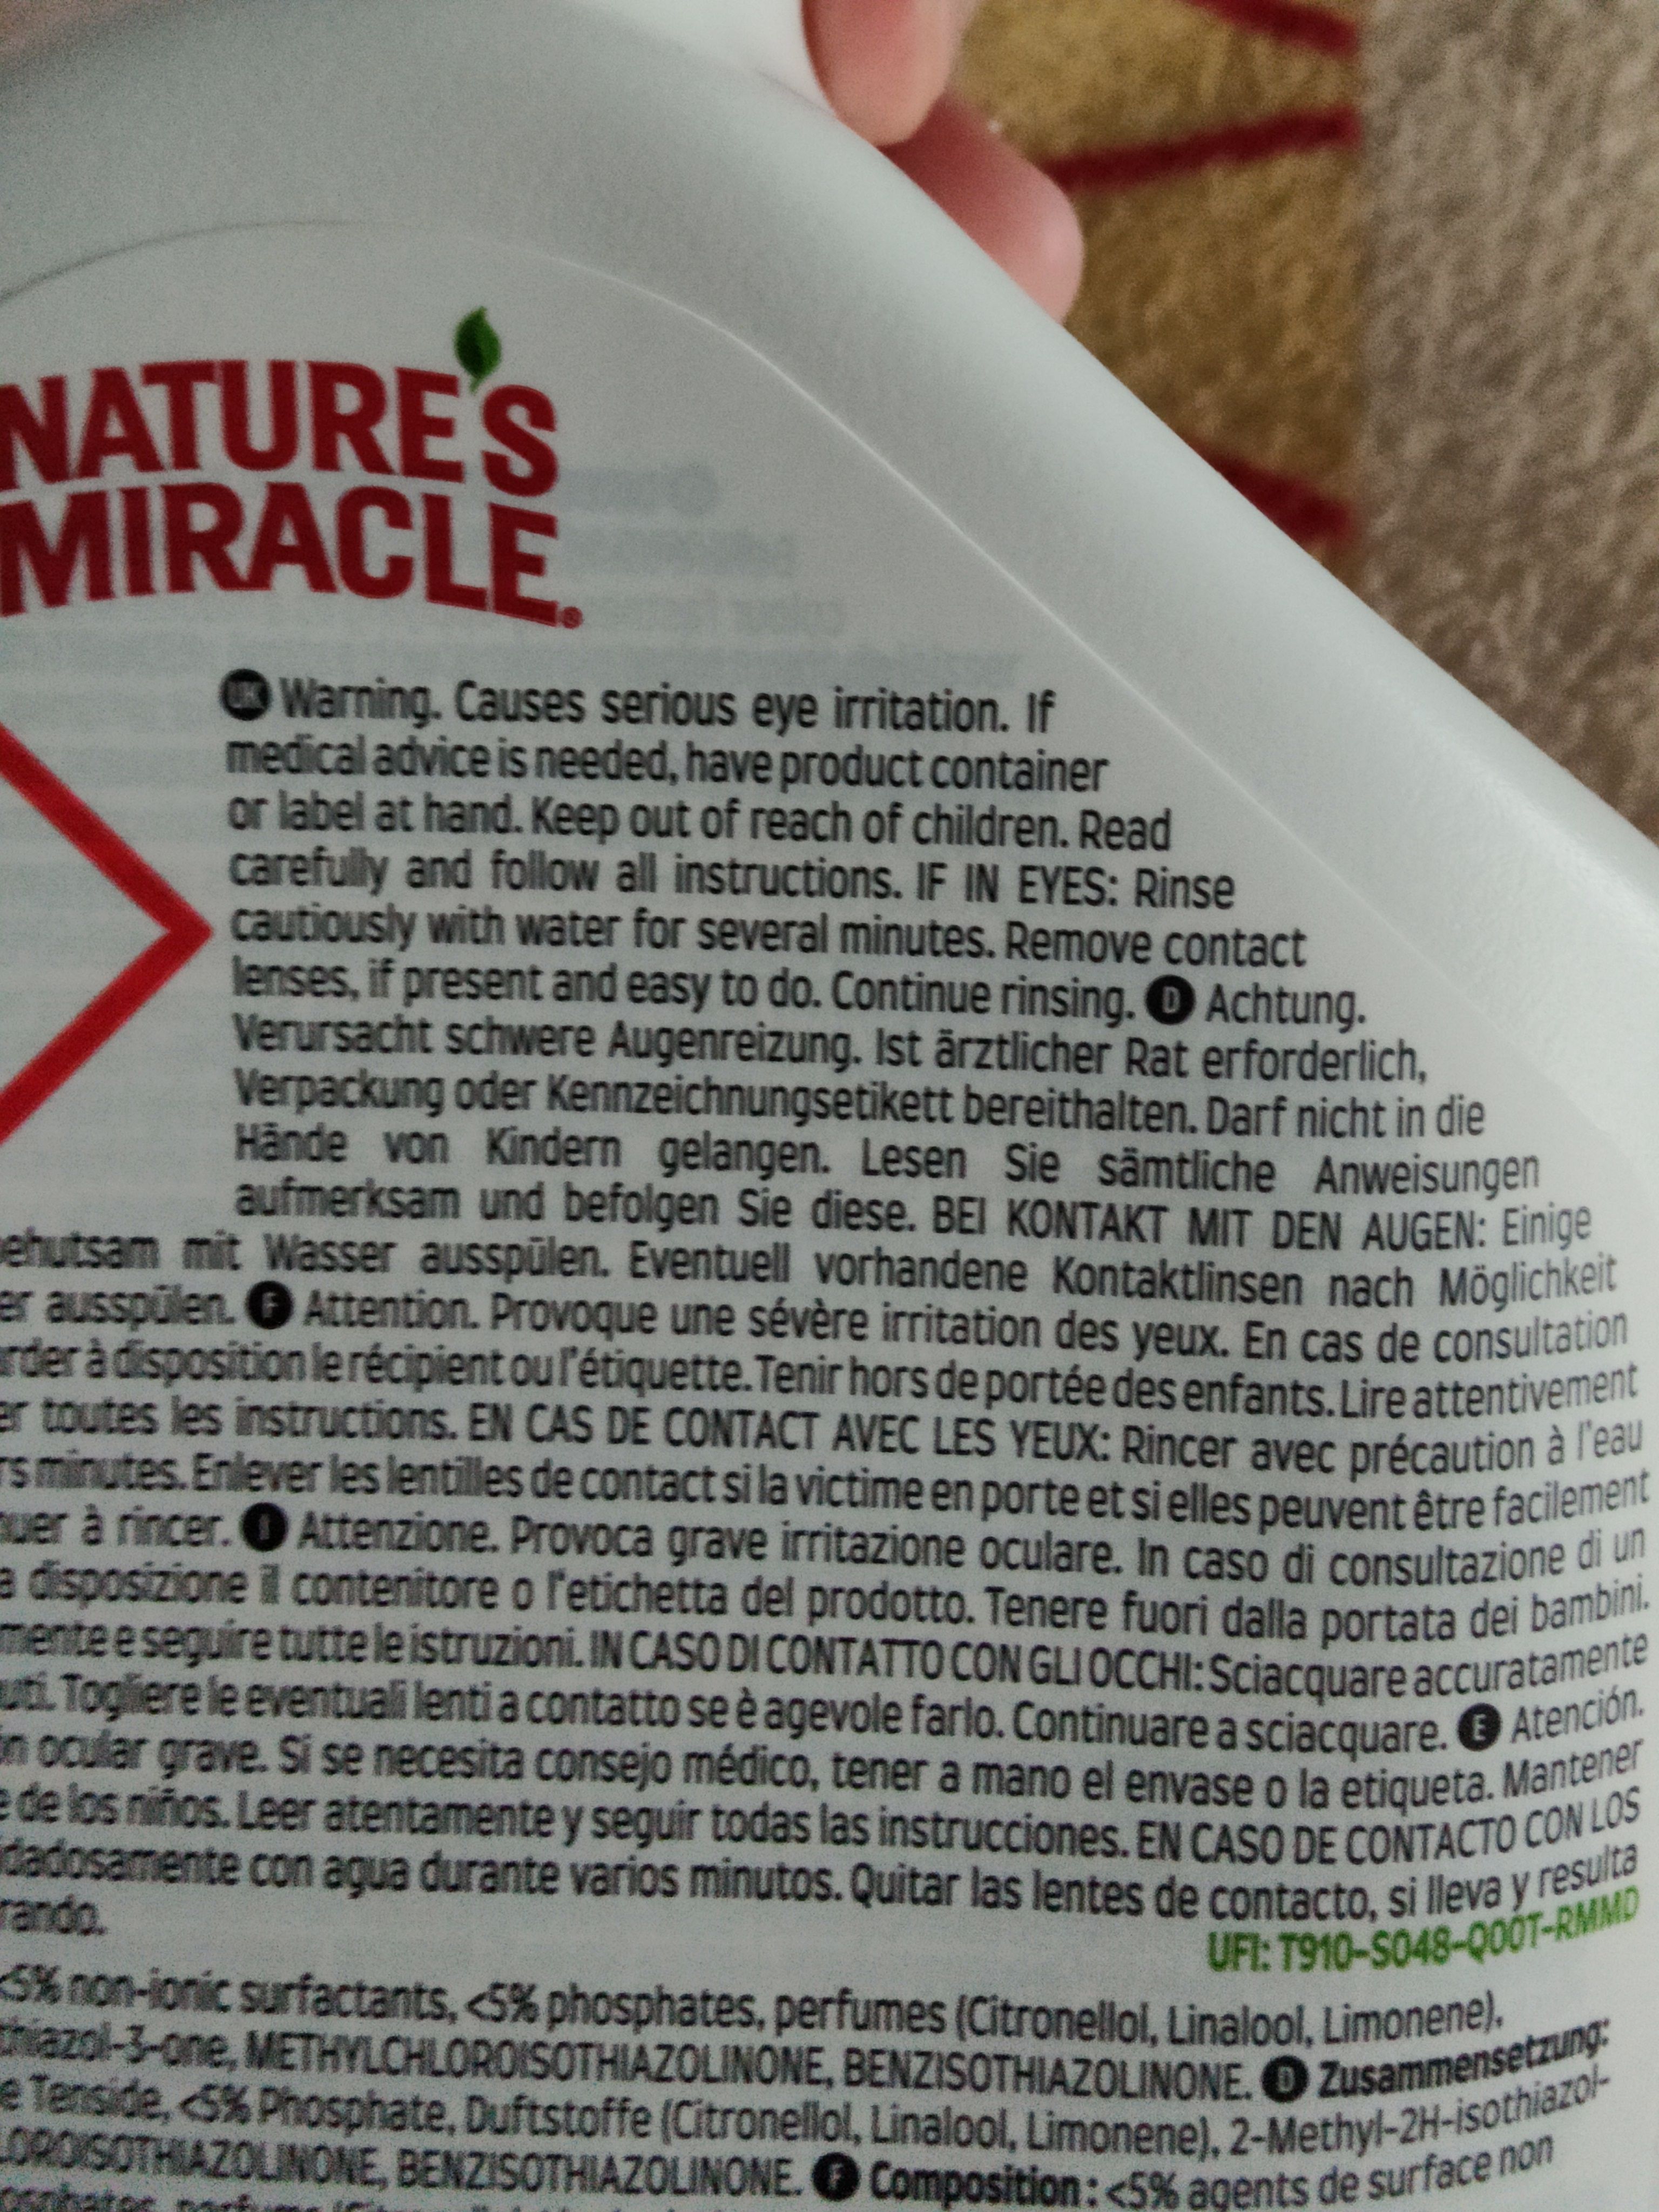 NATURE'S
MIRACLE®
UK Warning. Causes serious eye irritation. If
medical advice is needed, have product container
or label at hand. Keep out of reach of children. Read
carefully and follow all instructions. IF IN EYES: Rinse
cautiously with water for several minutes. Remove contact
lenses, if present and easy to do. Continue rinsing. D Achtung.
Verursacht schwere Augenreizung. Ist ärztlicher Rat erforderlich,
Verpackung oder Kennzeichnungsetikett bereithalten. Darf nicht in die
Hände von Kindern gelangen. Lesen Sie sämtliche Anweisungen
aufmerksam und befolgen Sie diese. BEI KONTAKT MIT DEN AUGEN: Einige
ehutsam mit Wasser ausspülen. Eventuell vorhandene Kontaktlinsen nach Möglichkeit
er ausspülen. F Attention. Provoque une sévère irritation des yeux. En cas de consultation
rder à disposition le récipient ou l'étiquette. Tenir hors de portée des enfants. Lire attentivement
er toutes les instructions. EN CAS DE CONTACT AVEC LES YEUX: Rincer avec précaution à l'eau
rs minutes. Enlever les lentilles de contact si la victime en porte et si elles peuvent être facilement
uer à rincer. I Attenzione. Provoca grave irritazione oculare. In caso di consultazione di un
a disposizione il contenitore o l'etichetta del prodotto. Tenere fuori dalla portata dei bambini.
mente e seguire tutte le istruzioni. IN CASO DI CONTATTO CON GLI OCCHI: Sciacquare accuratamente
uti. Togliere le eventuali lenti a contatto se è agevole farlo. Continuare a sciacquare. E Atención.
n ocular grave. Si se necesita consejo médico, tener a mano el envase o la etiqueta. Mantener
e de los niños. Leer atentamente y seguir todas las instrucciones. EN CASO DE CONTACTO CON LOS
dadosamente con agua durante varios minutos. Quitar las lentes de contacto, si lleva y resulta
rando.
UFI: T910-S048-Q00T-RMMD
<5% non-ionic surfactants, <5% phosphates, perfumes (Citronellol, Linalool, Limonene),
thiazol-3-one, METHYLCHLOROISOTHIAZOLINONE, BENZISOTHIAZOLINONE. D Zusammensetzung:
e Tenside, <5% Phosphate, Duftstoffe (Citronellol, Linalool, Limonene), 2-Methyl-2H-isothiazol-
LOROISOTHIAZOLINONE, BENZISOTHIAZOLINONE. F Composition : <5% agents de surface non